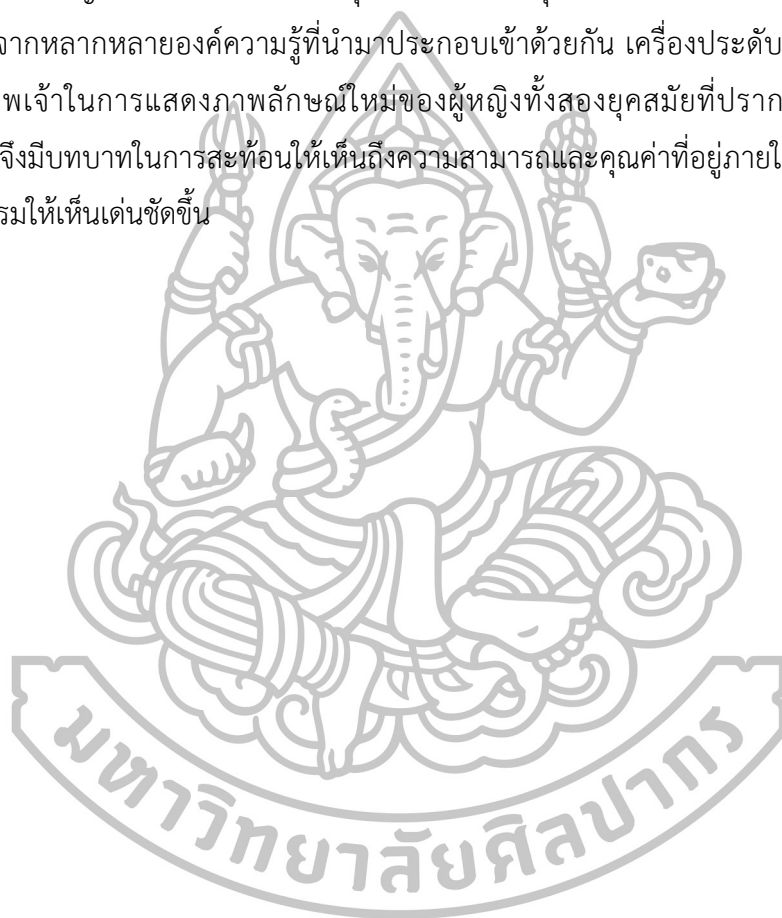 จากหลากหลายองค์ความรู้ที่นำมาประกอบเข้าด้วยกัน เครื่องประดับ
พเจ้าในการแสดงภาพลักษณ์ใหม่ของผู้หญิงทั้งสองยุคสมัยที่ปราก
จึงมีบทบาทในการสะท้อนให้เห็นถึงความสามารถและคุณค่าที่อยู่ภายใ
รมให้เห็นเด่นชัดขึ้น
มหาวิทยาลัยศิลปากร